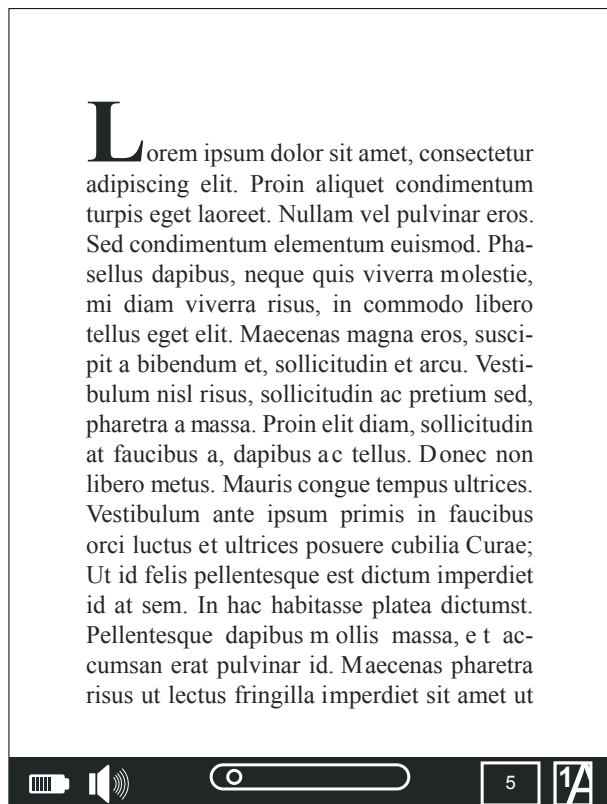 Lorem ipsum dolor sit amet, consectetur
adipiscing elit. Proin aliquet condimentum
turpis eget laoreet. Nullam vel pulvinar eros.
Sed condimentum elementum euismod. Pha-
sellus dapibus, neque quis viverra molestie,
mi diam viverra risus, in commodo libero
tellus eget elit. Maecenas magna eros, susci-
pit a bibendum et, sollicitudin et arcu. Vesti-
bulum nisl risus, sollicitudin ac pretium sed,
pharetra a massa. Proin elit diam, sollicitudin
at faucibus a, dapibus ac tellus. Donec non
libero metus. Mauris congue tempus ultrices.
Vestibulum ante ipsum primis in faucibus
orci luctus et ultrices posuere cubilia Curae;
Ut id felis pellentesque est dictum imperdiet
id at sem. In hac habitasse platea dictumst.
Pellentesque dapibus m ollis massa, e t ac-
cumsan erat pulvinar id. Maecenas pharetra
risus ut lectus fringilla imperdiet sit amet ut
5
1A